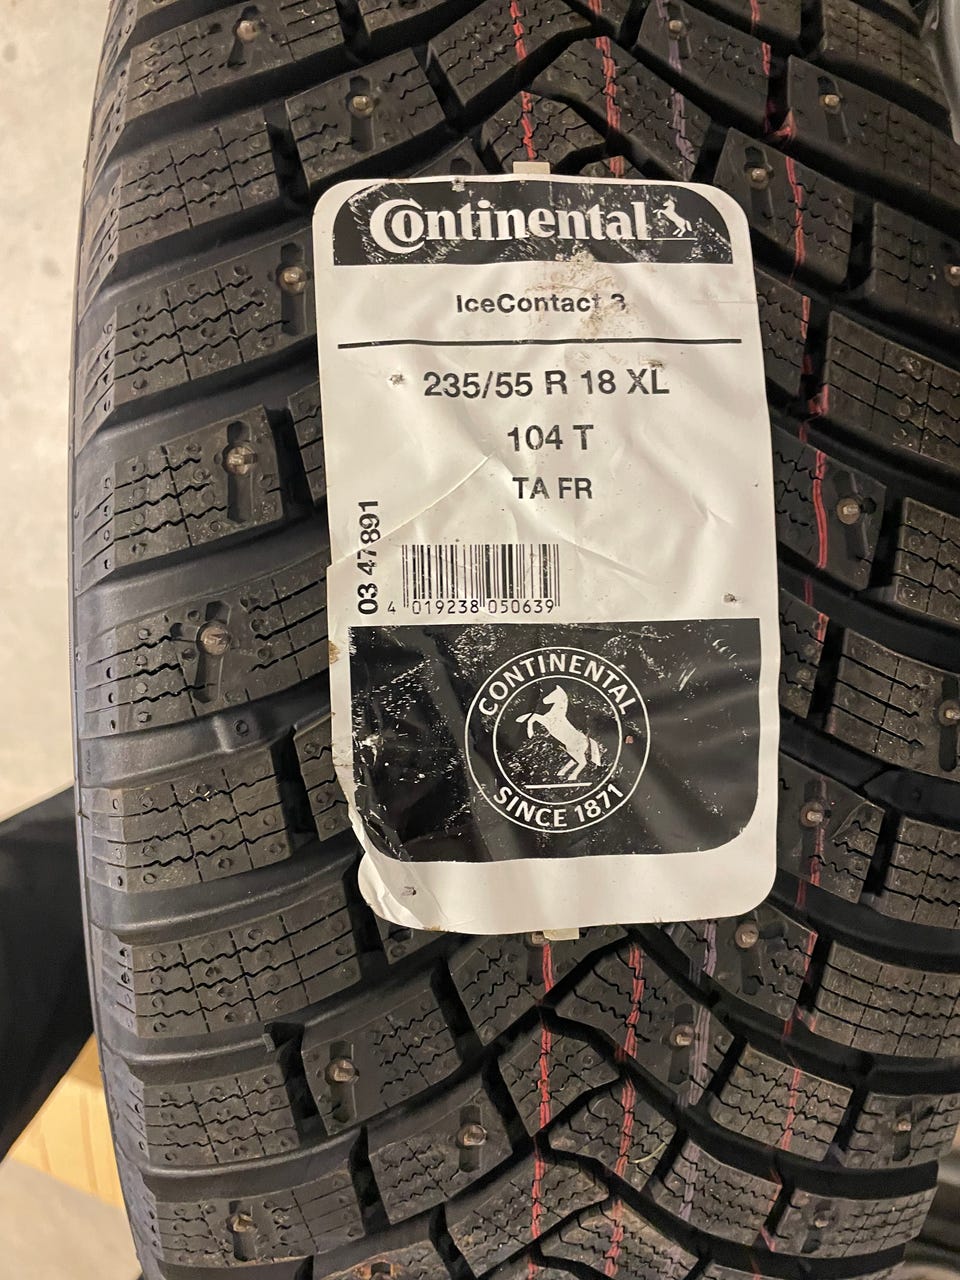 Continental
IceContact 3
235/55 R 18 XL
104 T
TA FR
03 47891
4 019238 050639
CONTINENTAL
SINCE 1871